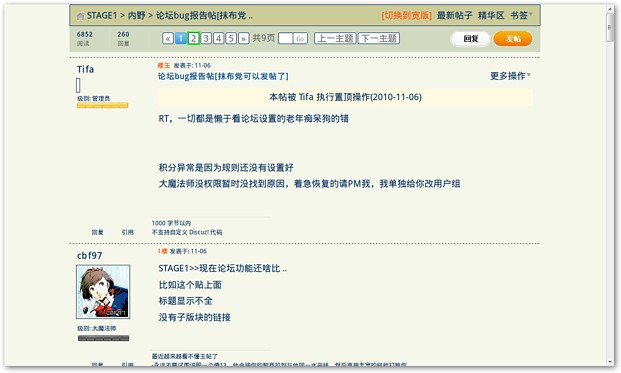 STAGE1 > 内野 > 论坛bug报告帖[抹布党 ..
[切换到宽版] 最新帖子 精华区 书签
6852 阅读
260 回复
« 1 2 3 4 5 » 共9页 Go 上一主题 下一主题
回复 发帖
Tifa
级别: 管理员
楼主 发表于: 11-06
论坛bug报告帖[抹布党可以发帖了]
更多操作
本帖被 Tifa 执行置顶操作(2010-11-06)
RT，一切都是懒于看论坛设置的老年痴呆狗的错
积分异常是因为规则还没有设置好
大魔法师没权限暂时没找到原因，着急恢复的请PM我，我单独给你改用户组
1000 字节以内
不支持自定义 Discuz! 代码
回复 引用
cbf97
级别: 大魔法师
1楼 发表于: 11-06
STAGE1>>现在论坛功能还啥比 ..
比如这个贴上面
标题显示不全
没有子版块的链接
最近越来越看不懂主帖了
回复 引用